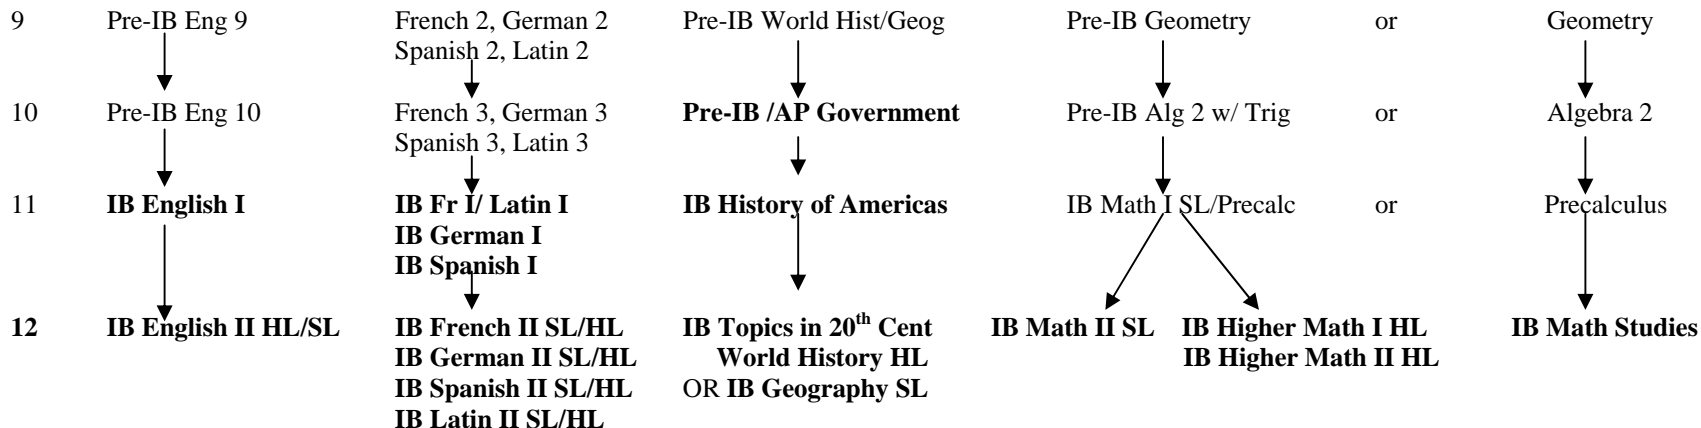 9 Pre-IB Eng 9 French 2, German 2 Pre-IB World Hist/Geog Pre-IB Geometry or Geometry
Spanish 2, Latin 2
10 Pre-IB Eng 10 French 3, German 3 Pre-IB /AP Government Pre-IB Alg 2 w/ Trig or Algebra 2
Spanish 3, Latin 3
11 IB English I IB Fr I/ Latin I IB History of Americas IB Math I SL/Precalc or Precalculus
IB German I
IB Spanish I
12 IB English II HL/SL IB French II SL/HL IB Topics in 20th Cent IB Math II SL IB Higher Math I HL IB Math Studies
IB German II SL/HL World History HL IB Higher Math II HL
IB Spanish II SL/HL OR IB Geography SL
IB Latin II SL/HL